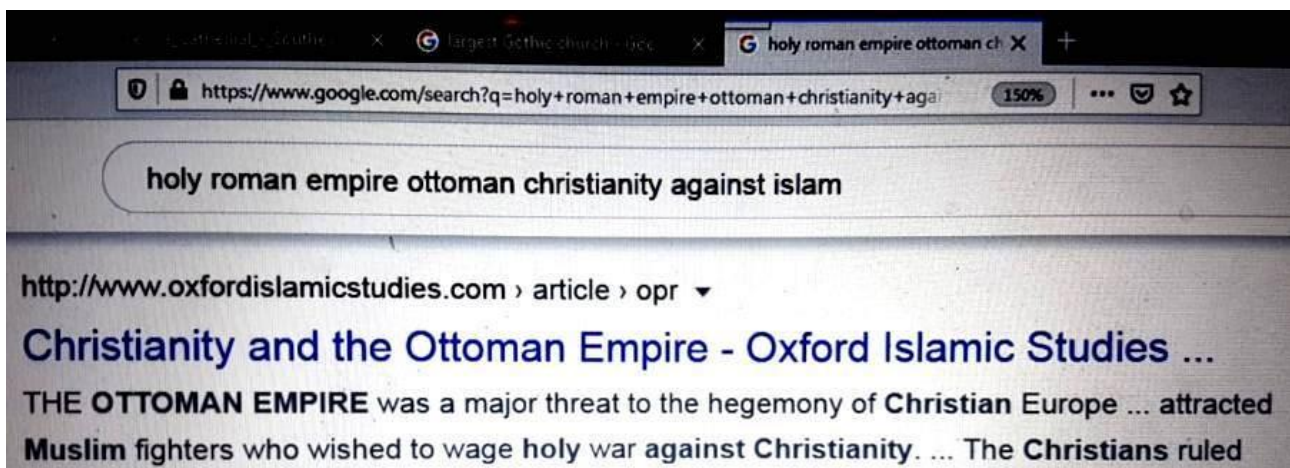 largest Gothic church - Goo
holy roman empire ottoman ch
https://www.google.com/search?q=holy+roman+empire+ottoman+christianity+agai
150%
holy roman empire ottoman christianity against islam
http://www.oxfordislamicstudies.com › article › opr
Christianity and the Ottoman Empire - Oxford Islamic Studies ...
THE OTTOMAN EMPIRE was a major threat to the hegemony of Christian Europe ... attracted
Muslim fighters who wished to wage holy war against Christianity. ... The Christians ruled